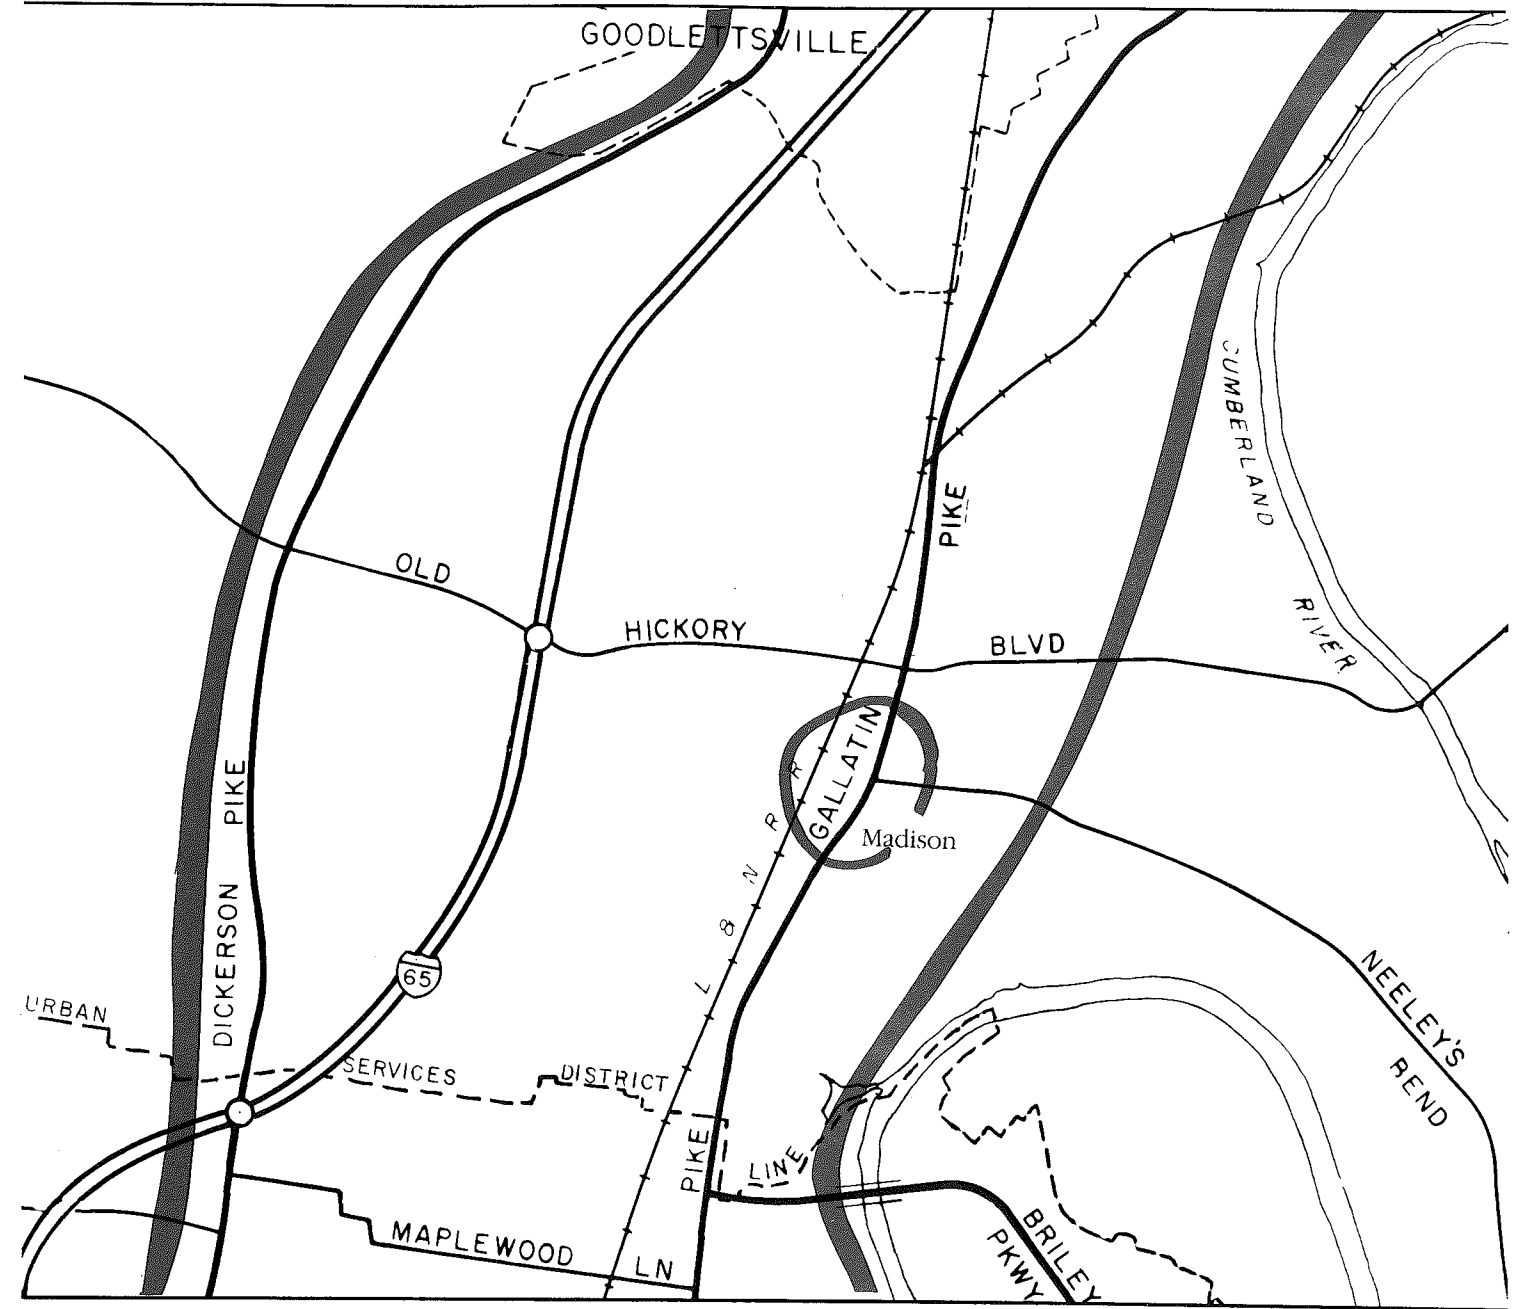 GOODLETTSVILLE
CUMBERLAND
RIVER
PIKE
OLD
HICKORY
BLVD
GALLATIN
Madison
PIKE
DICKERSON
L & N R R
65
NEELEY'S
BEND
URBAN
SERVICES
DISTRICT
LINE
PIKE
MAPLEWOOD
LN
BRILEY
PKWY